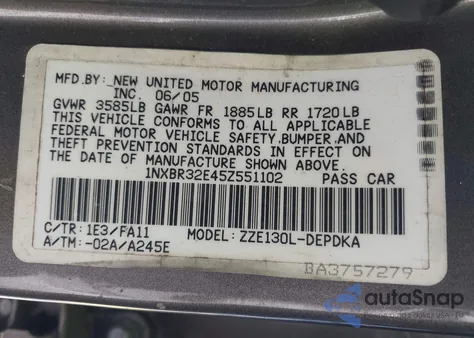 MFD.BY: NEW UNITED MOTOR MANUFACTURING
INC. 06/05
GVWR 3585LB GAWR FR 1885LB RR 1720LB
THIS VEHICLE CONFORMS TO ALL APPLICABLE
FEDERAL MOTOR VEHICLE SAFETY,BUMPER,AND
THEFT PREVENTION STANDARDS IN EFFECT ON
THE DATE OF MANUFACTURE SHOWN ABOVE.
1NXBR32E45Z551102 PASS CAR
C/TR: 1E3/FA11 MODEL: ZZE130L-DEPDKA
A/TM: -02A/A245E
BA3757279
autoSnap